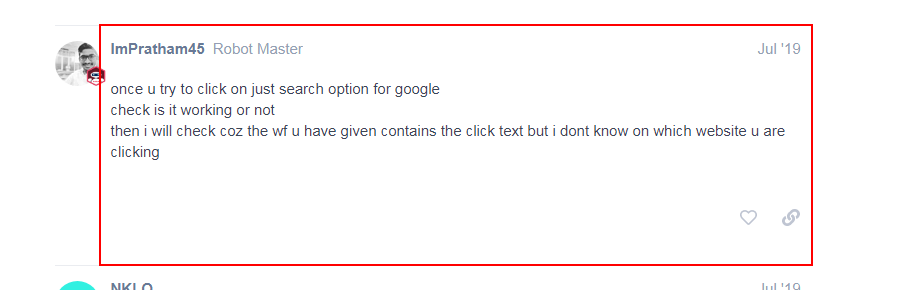 ImPratham45 Robot Master Jul '19
once u try to click on just search option for google
check is it working or not
then i will check coz the wf u have given contains the click text but i dont know on which website u are
clicking
NKLO Jul '19